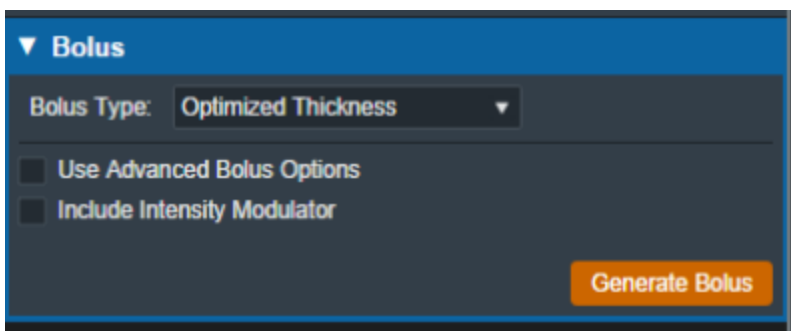 Bolus
Bolus Type: Optimized Thickness
Use Advanced Bolus Options
Include Intensity Modulator
Generate Bolus